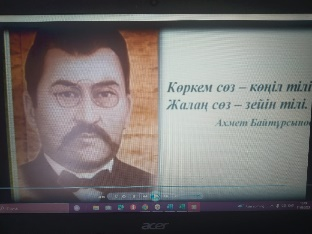 Көркем сөз – көңіл тілі
Жалаң сөз – зейін тілі.
Ахмет Байтұрсыно
acer